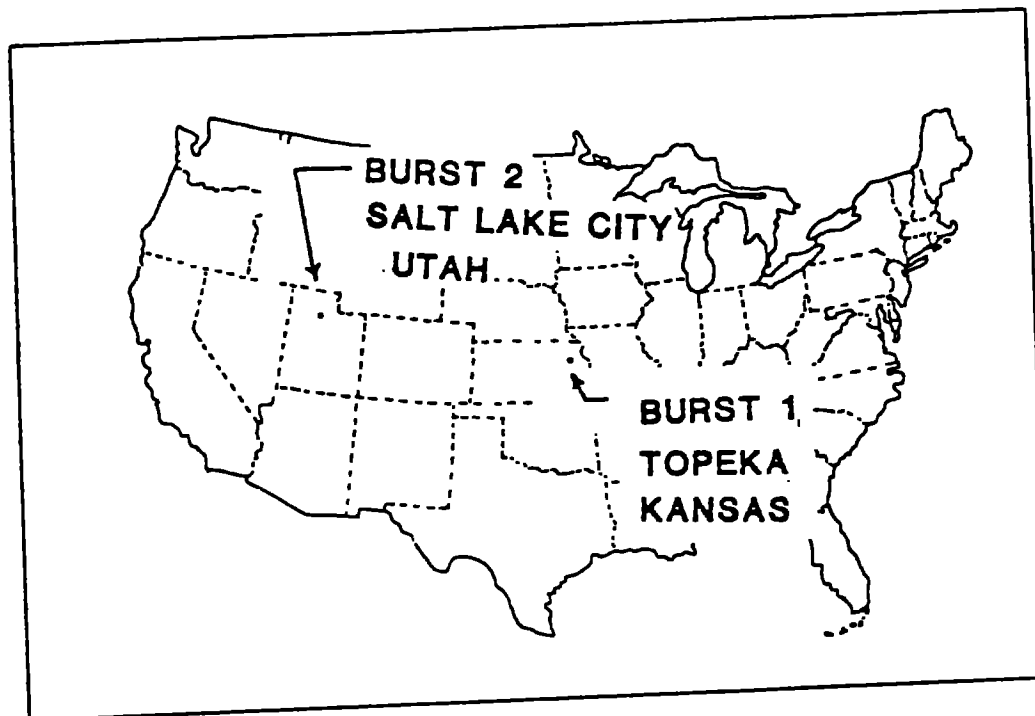 BURST 2
SALT LAKE CITY
UTAH
BURST 1
TOPEKA
KANSAS